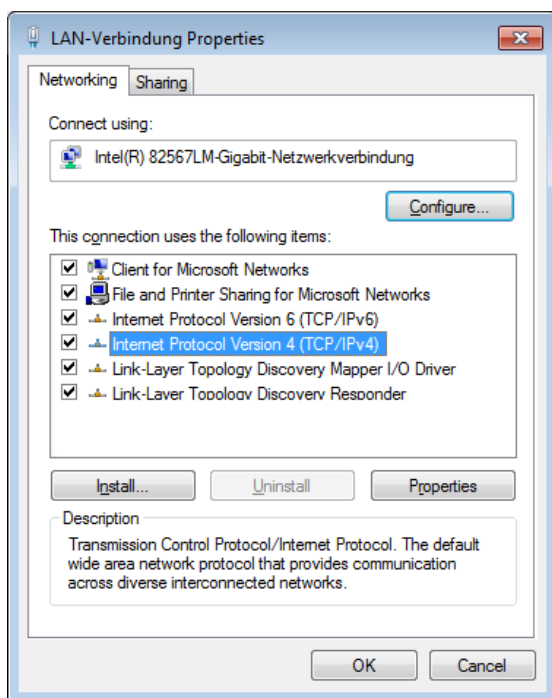 LAN-Verbindung Properties
Networking
Sharing
Connect using:
Intel(R) 82567LM-Gigabit-Netzwerkverbindung
Configure...
This connection uses the following items:
Client for Microsoft Networks
File and Printer Sharing for Microsoft Networks
Internet Protocol Version 6 (TCP/IPv6)
Internet Protocol Version 4 (TCP/IPv4)
Link-Layer Topology Discovery Mapper I/O Driver
Link-Layer Topology Discovery Responder
Install...
Uninstall
Properties
Description
Transmission Control Protocol/Internet Protocol. The default
wide area network protocol that provides communication
across diverse interconnected networks.
OK
Cancel